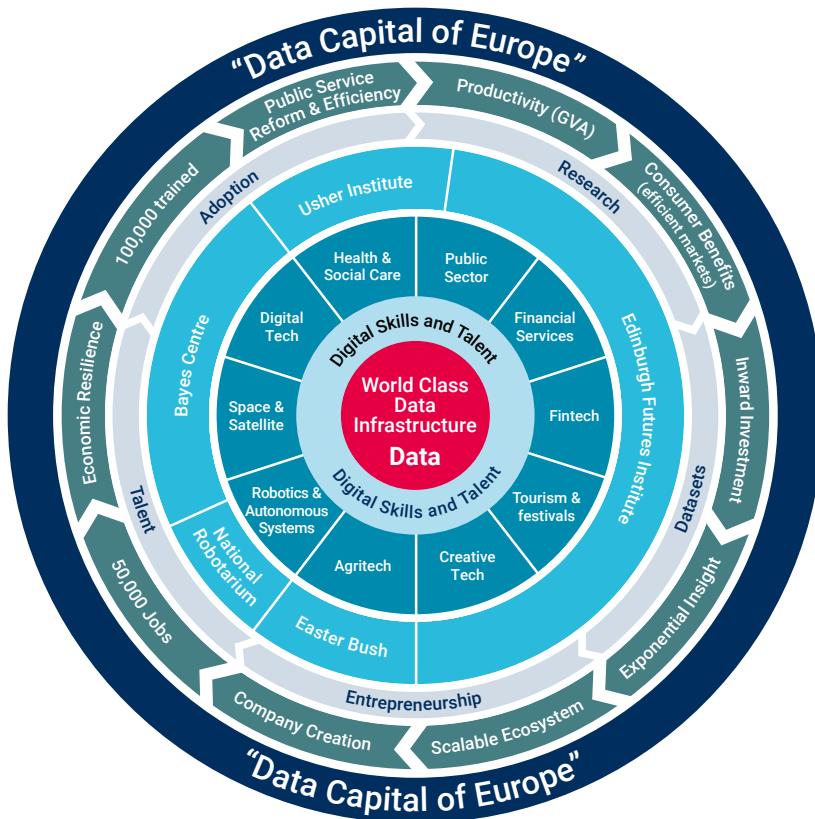 “Data Capital of Europe”
Public Service
Reform & Efficiency
Productivity (GVA)
Consumer Benefits
(efficient markets)
Inward Investment
Exponential Insight
Scalable Ecosystem
Company Creation
50,000 Jobs
Economic Resilience
100,000 trained
Adoption
Research
Datasets
Entrepreneurship
Talent
Usher Institute
Edinburgh Futures Institute
Easter Bush
National
Robotarium
Bayes Centre
Health &
Social Care
Public
Sector
Financial
Services
Fintech
Tourism &
festivals
Creative
Tech
Agritech
Robotics &
Autonomous
Systems
Space &
Satellite
Digital
Tech
Digital Skills and Talent
World Class
Data
Infrastructure
Data
Digital Skills and Talent
“Data Capital of Europe”